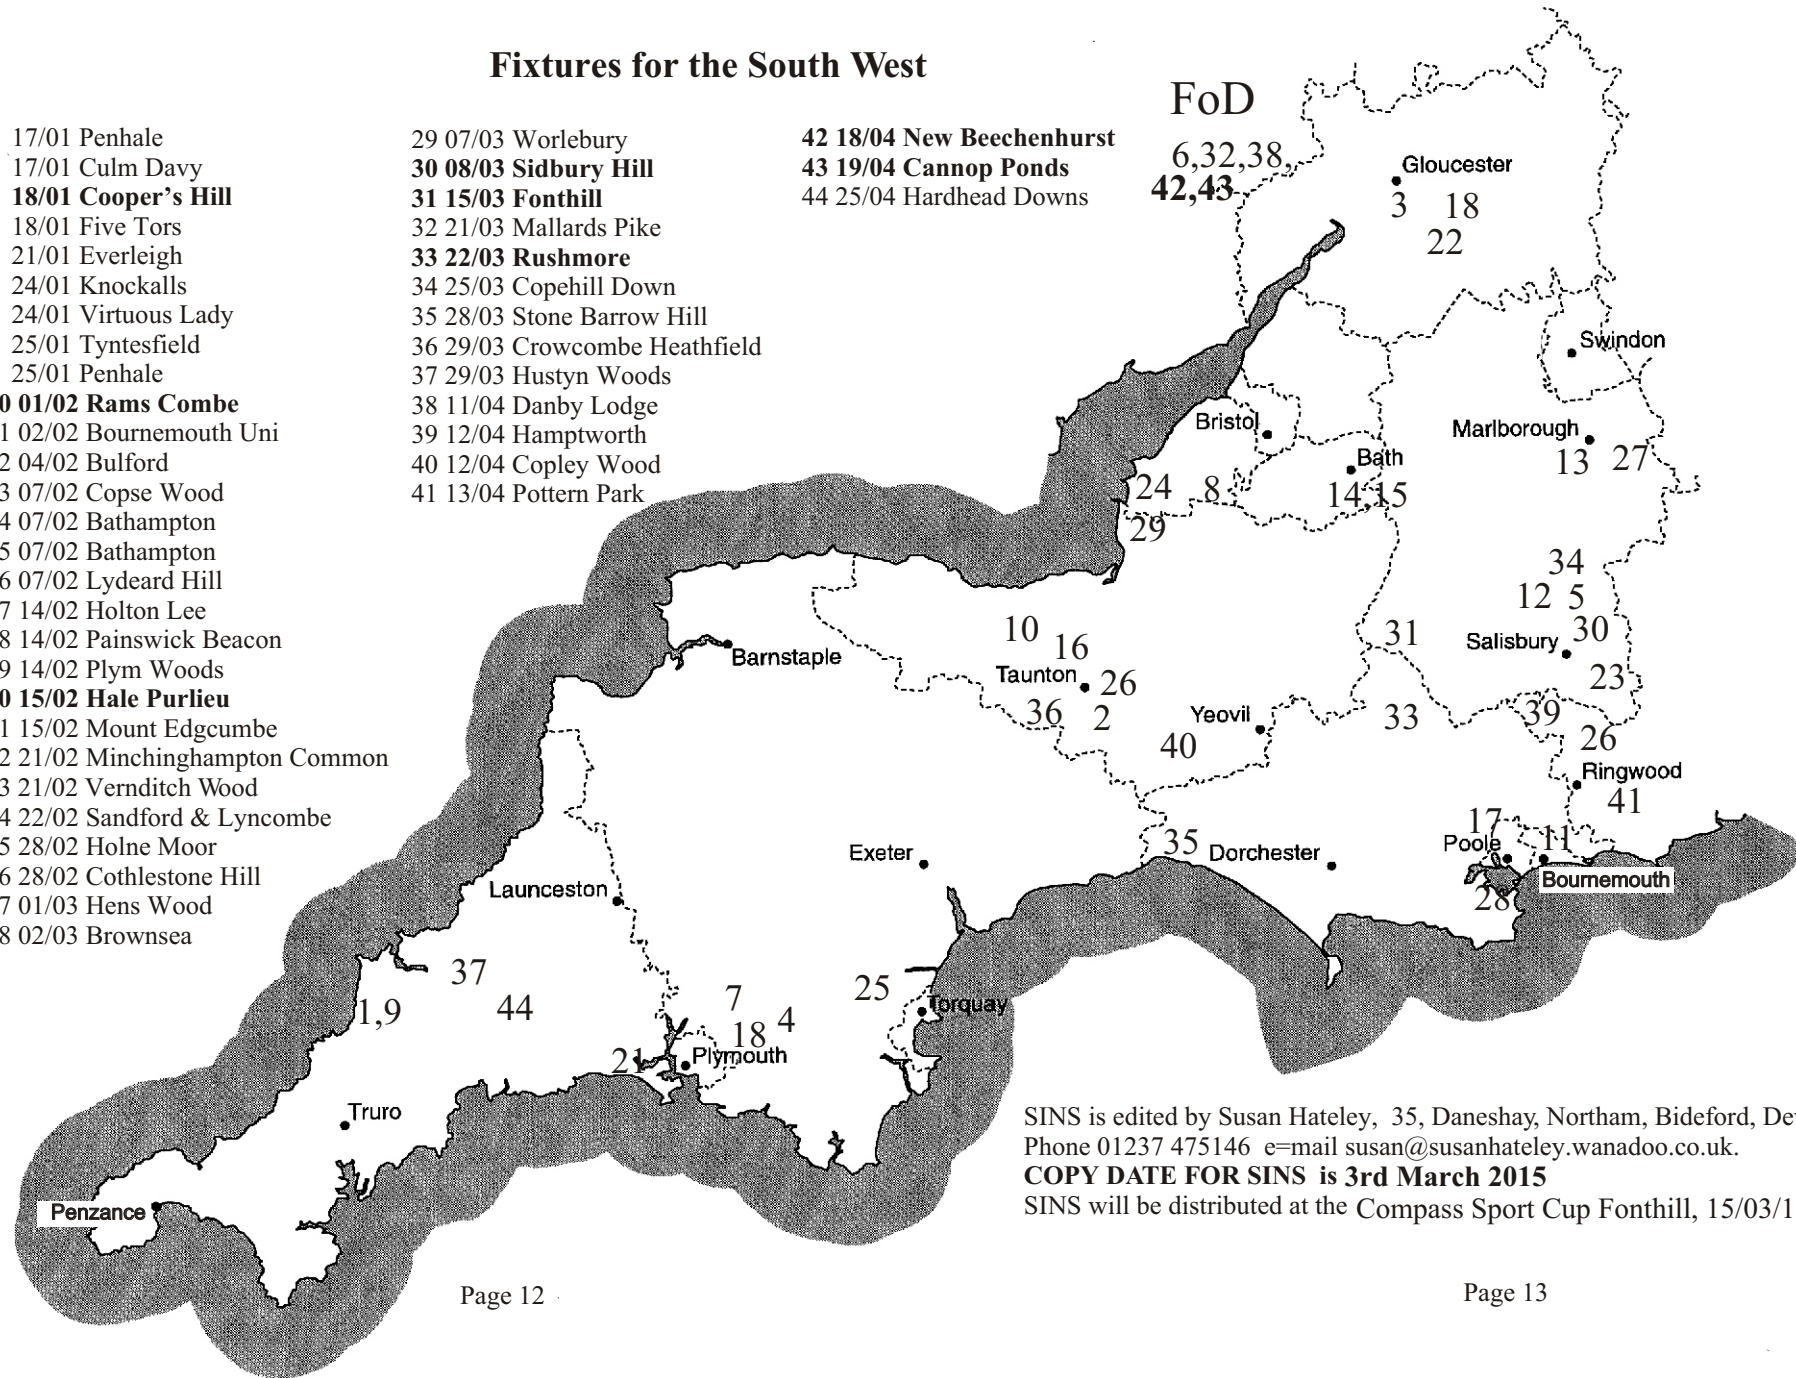 Fixtures for the South West
17/01 Penhale
17/01 Culm Davy
18/01 Cooper's Hill
18/01 Five Tors
21/01 Everleigh
24/01 Knockalls
24/01 Virtuous Lady
25/01 Tyntesfield
25/01 Penhale
0 01/02 Rams Combe
1 02/02 Bournemouth Uni
2 04/02 Bulford
3 07/02 Copse Wood
4 07/02 Bathampton
5 07/02 Bathampton
6 07/02 Lydeard Hill
7 14/02 Holton Lee
8 14/02 Painswick Beacon
9 14/02 Plym Woods
0 15/02 Hale Purlieu
1 15/02 Mount Edgcumbe
2 21/02 Minchinghampton Common
3 21/02 Vernditch Wood
4 22/02 Sandford & Lyncombe
5 28/02 Holne Moor
6 28/02 Cothlestone Hill
7 01/03 Hens Wood
8 02/03 Brownsea
29 07/03 Worlebury
30 08/03 Sidbury Hill
31 15/03 Fonthill
32 21/03 Mallards Pike
33 22/03 Rushmore
34 25/03 Copehill Down
35 28/03 Stone Barrow Hill
36 29/03 Crowcombe Heathfield
37 29/03 Hustyn Woods
38 11/04 Danby Lodge
39 12/04 Hamptworth
40 12/04 Copley Wood
41 13/04 Pottern Park
42 18/04 New Beechenhurst
43 19/04 Cannop Ponds
44 25/04 Hardhead Downs
FoD
6,32,38,
42,43
Gloucester
3 18
22
Swindon
Bristol
Marlborough
13 27
Bath
24 8 14,15
29
34
12 5
31 30
Salisbury
23
10 16
Barnstaple
Taunton
26
36 2
Yeovil
40
33
39
26
Ringwood
41
17
35
Exeter
Dorchester
Poole
11
Bournemouth
28
Launceston
37
1,9
44
7
25
4
18
Torquay
21
Plymouth
Truro
Penzance
SINS is edited by Susan Hateley, 35, Daneshay, Northam, Bideford, De
Phone 01237 475146 e=mail susan@susanhateley.wanadoo.co.uk.
COPY DATE FOR SINS is 3rd March 2015
SINS will be distributed at the Compass Sport Cup Fonthill, 15/03/1
Page 12
Page 13